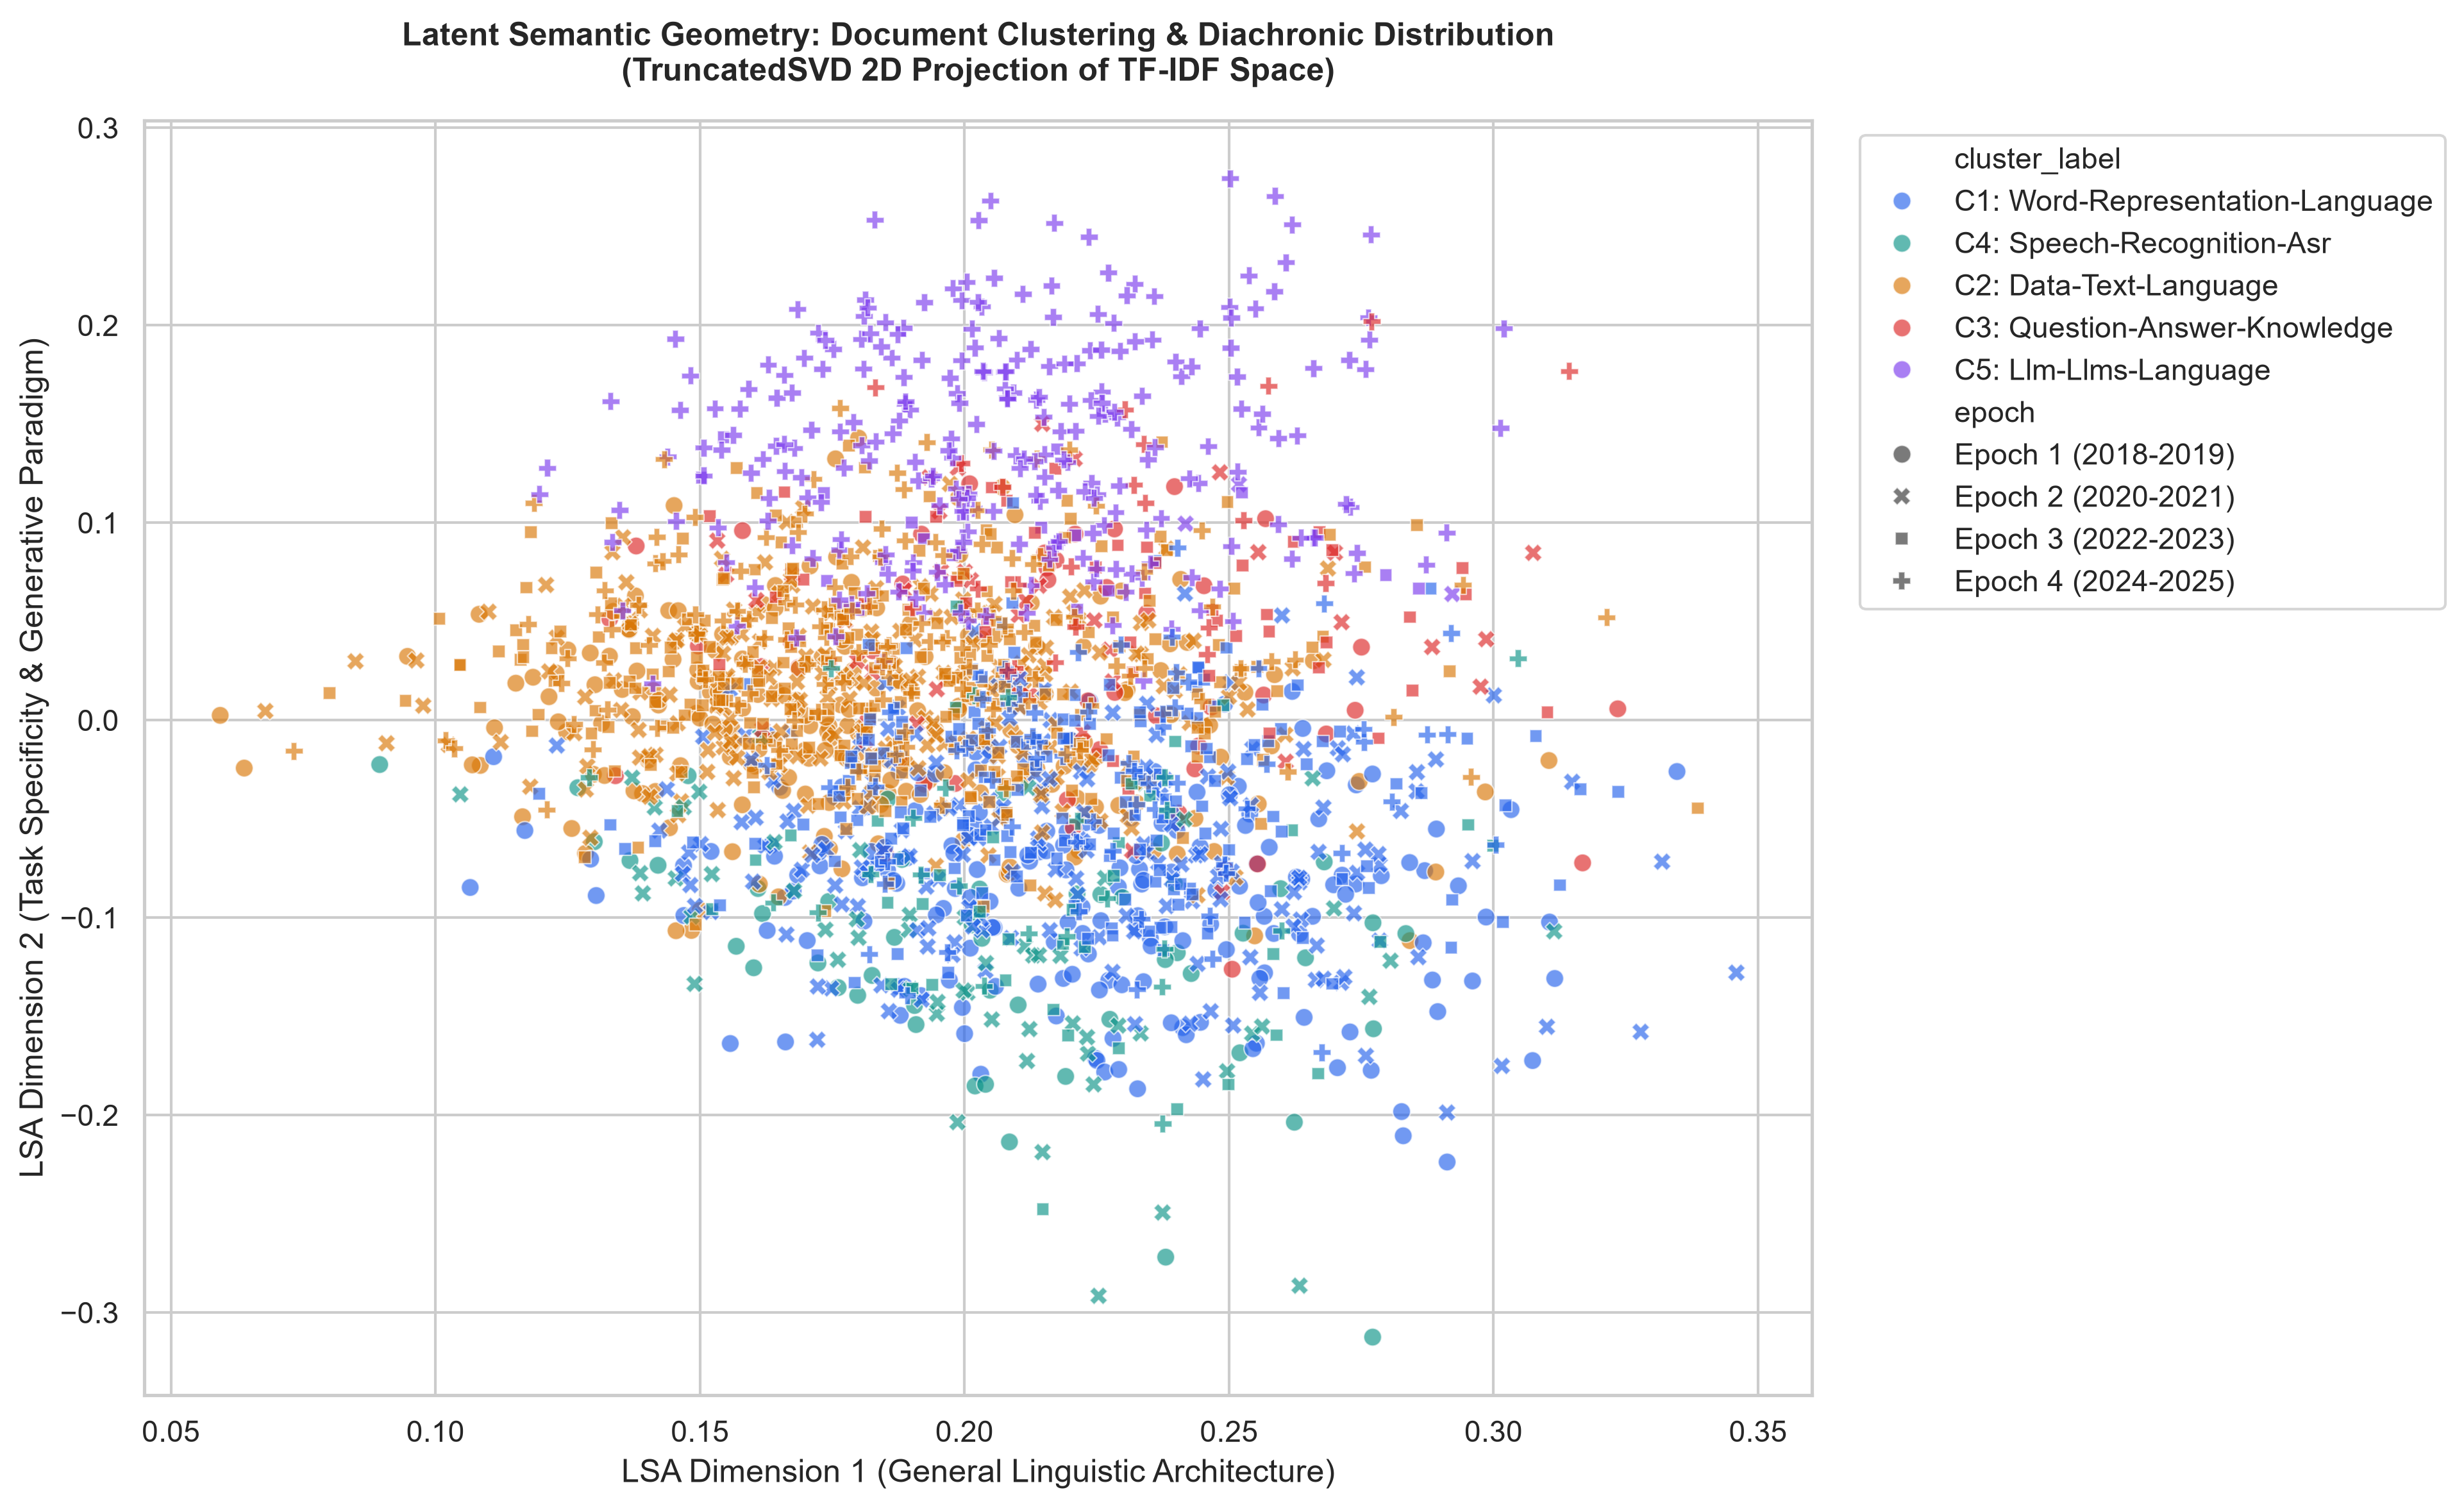 Latent Semantic Geometry: Document Clustering & Diachronic Distribution
(TruncatedSVD 2D Projection of TF-IDF Space)
LSA Dimension 2 (Task Specificity & Generative Paradigm)
0.3
0.2
0.1
0.0
−0.1
−0.2
−0.3
0.05
0.10
0.15
0.20
0.25
0.30
0.35
LSA Dimension 1 (General Linguistic Architecture)
cluster_label
C1: Word-Representation-Language
C4: Speech-Recognition-Asr
C2: Data-Text-Language
C3: Question-Answer-Knowledge
C5: Llm-Llms-Language
epoch
Epoch 1 (2018-2019)
Epoch 2 (2020-2021)
Epoch 3 (2022-2023)
Epoch 4 (2024-2025)